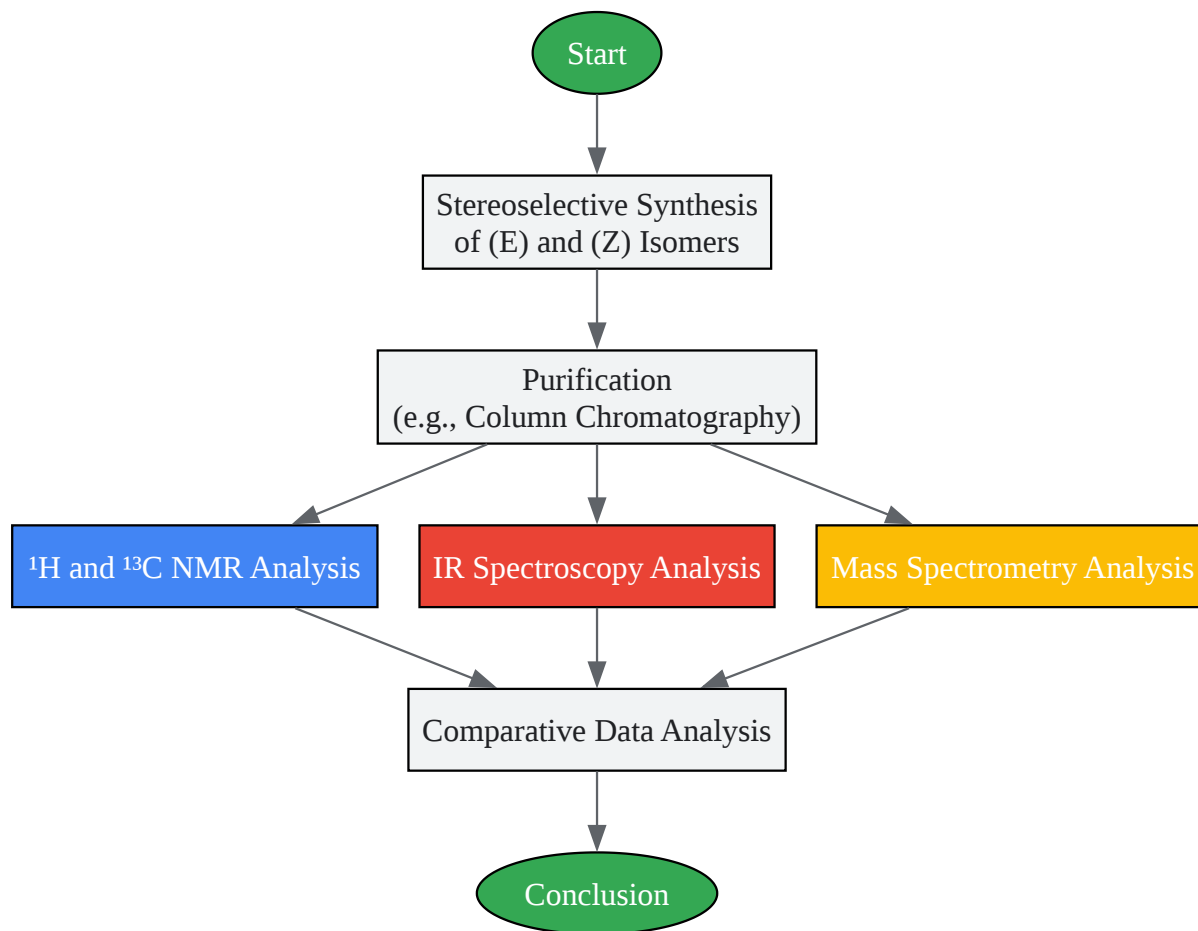 Start
Stereoselective Synthesis
of (E) and (Z) Isomers
Purification
(e.g., Column Chromatography)
¹H and ¹³C NMR Analysis
IR Spectroscopy Analysis
Mass Spectrometry Analysis
Comparative Data Analysis
Conclusion